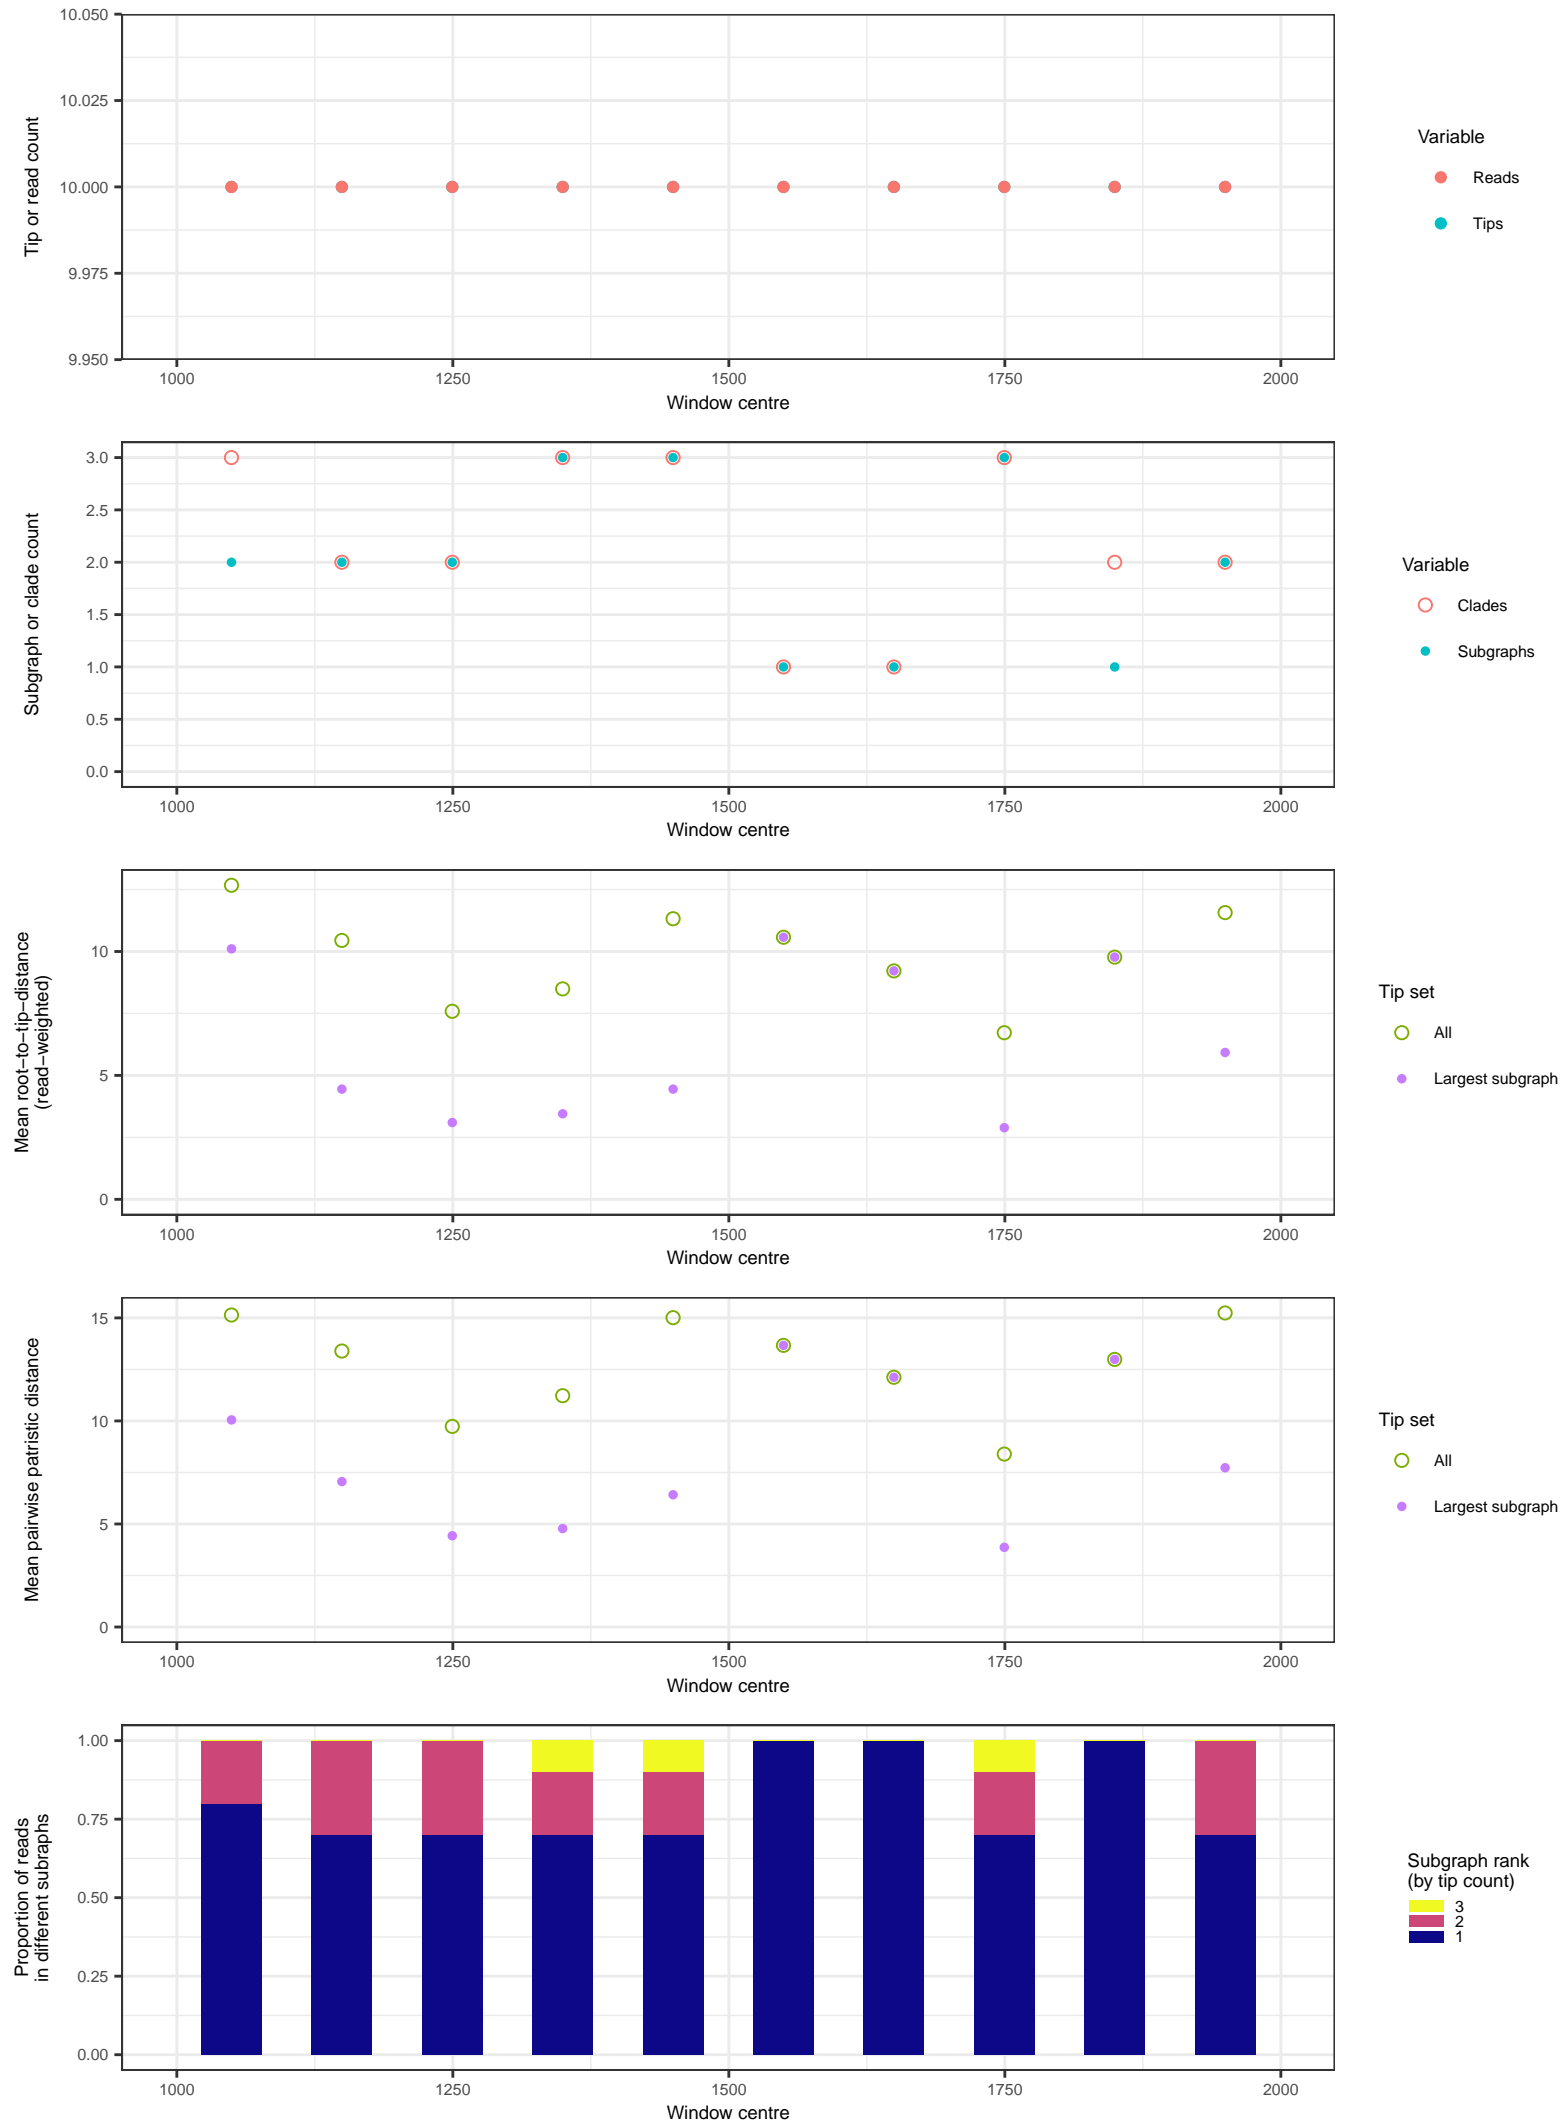 10.050
10.025
10.000
9.975
9.950
Tip or read count
1000 1250 1500 1750 2000
Window centre
Variable
Reads
Tips
3.0
2.5
2.0
1.5
1.0
0.5
0.0
Subgraph or clade count
1000 1250 1500 1750 2000
Window centre
Variable
Clades
Subgraphs
10
5
0
Mean root−to−tip−distance
(read−weighted)
1000 1250 1500 1750 2000
Window centre
Tip set
All
Largest subgraph
15
10
5
0
Mean pairwise patristic distance
1000 1250 1500 1750 2000
Window centre
Tip set
All
Largest subgraph
1.00
0.75
0.50
0.25
0.00
Proportion of reads
in different subraphs
1000 1250 1500 1750 2000
Window centre
Subgraph rank
(by tip count)
3
2
1